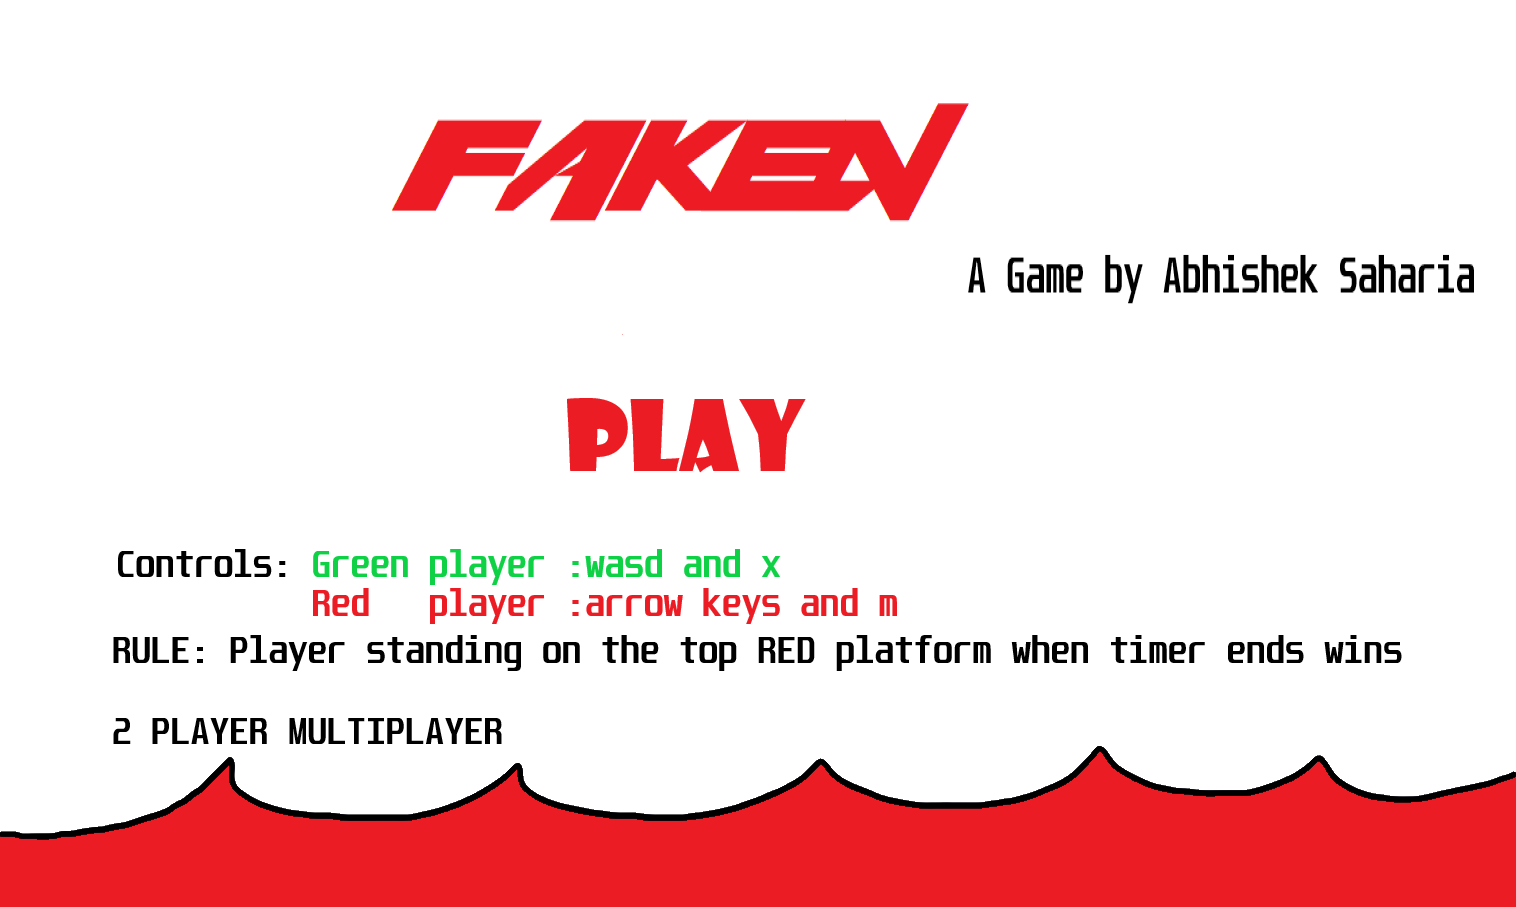 FAKEN
A Game by Abhishek Saharia
PLAY
Controls: Green player :wasd and x
Red player :arrow keys and m
RULE: Player standing on the top RED platform when timer ends wins
2 PLAYER MULTIPLAYER